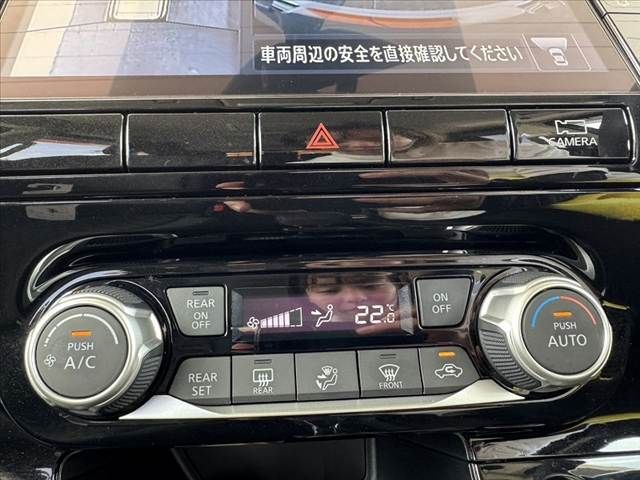 車両周辺の安全を直接確認してください
CAMERA
REAR
ON
OFF
22.0
°C
ON
OFF
PUSH
A/C
PUSH
AUTO
REAR
SET
REAR
FRONT